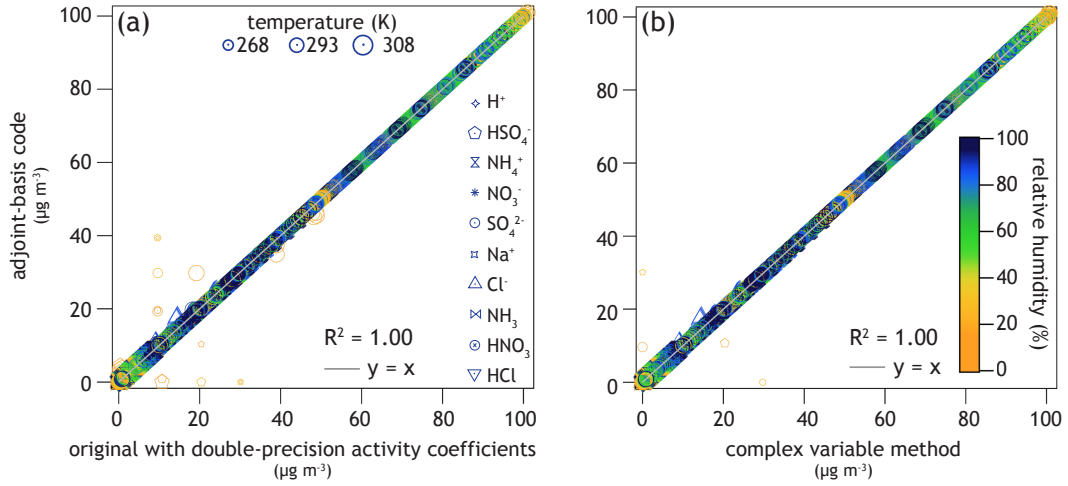 (a)
temperature (K)
268 293 308
100
80
60
40
20
0
adjoint-basis code
(µg m⁻³)
H⁺
HSO₄⁻
NH₄⁺
NO₃⁻
SO₄²⁻
Na⁺
Cl⁻
NH₃
HNO₃
HCl
R² = 1.00
y = x
0 20 40 60 80 100
original with double-precision activity coefficients
(µg m⁻³)
(b)
100
80
60
40
20
0
100
80
60
40
20
0
relative humidity (%)
R² = 1.00
y = x
0 20 40 60 80 100
complex variable method
(µg m⁻³)